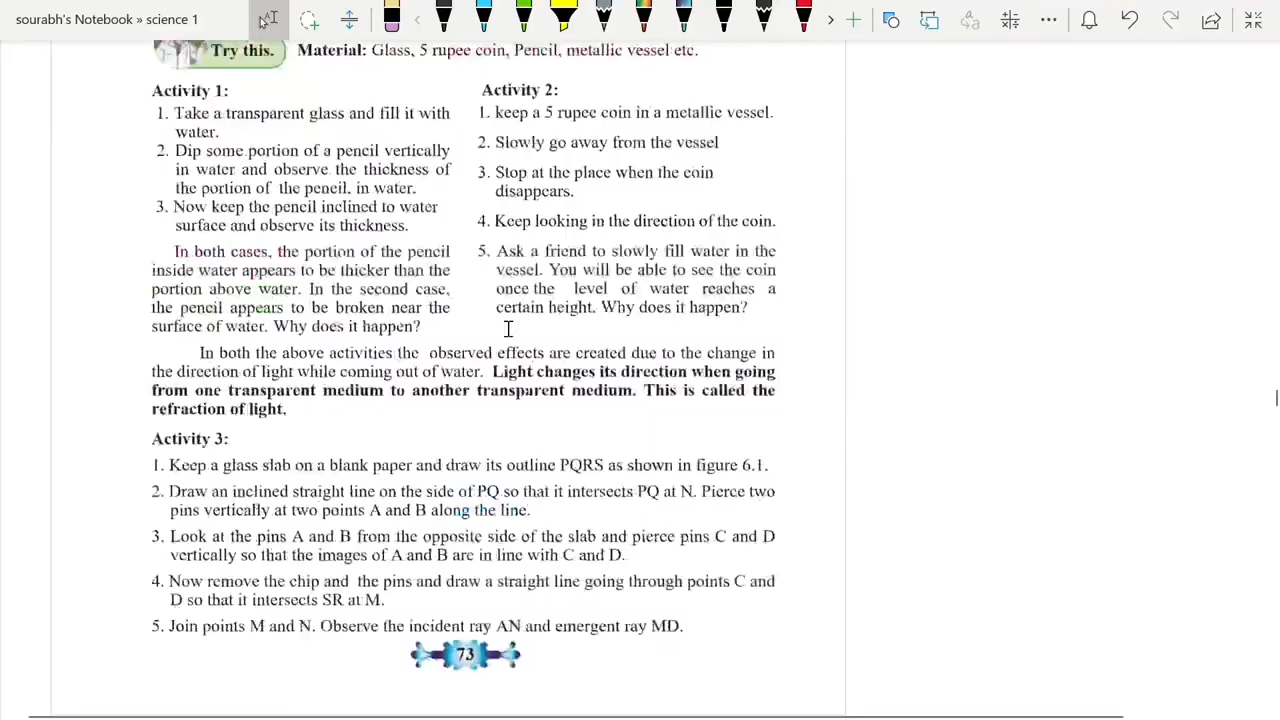 sourabh's Notebook » science 1
Try this.
Material: Glass, 5 rupee coin, Pencil, metallic vessel etc.
Activity 1:
1. Take a transparent glass and fill it with
water.
2. Dip some portion of a pencil vertically
in water and observe the thickness of
the portion of the pencil, in water.
3. Now keep the pencil inclined to water
surface and observe its thickness.
In both cases, the portion of the pencil
inside water appears to be thicker than the
portion above water. In the second case,
the pencil appears to be broken near the
surface of water. Why does it happen?
Activity 2:
1. keep a 5 rupee coin in a metallic vessel.
2. Slowly go away from the vessel
3. Stop at the place when the coin
disappears.
4. Keep looking in the direction of the coin.
5. Ask a friend to slowly fill water in the
vessel. You will be able to see the coin
once the level of water reaches a
certain height. Why does it happen?
In both the above activities the observed effects are created due to the change in
the direction of light while coming out of water. Light changes its direction when going
from one transparent medium to another transparent medium. This is called the
refraction of light.
Activity 3:
1. Keep a glass slab on a blank paper and draw its outline PQRS as shown in figure 6.1.
2. Draw an inclined straight line on the side of PQ so that it intersects PQ at N. Pierce two
pins vertically at two points A and B along the line.
3. Look at the pins A and B from the opposite side of the slab and pierce pins C and D
vertically so that the images of A and B are in line with C and D.
4. Now remove the chip and the pins and draw a straight line going through points C and
D so that it intersects SR at M.
5. Join points M and N. Observe the incident ray AN and emergent ray MD.
73